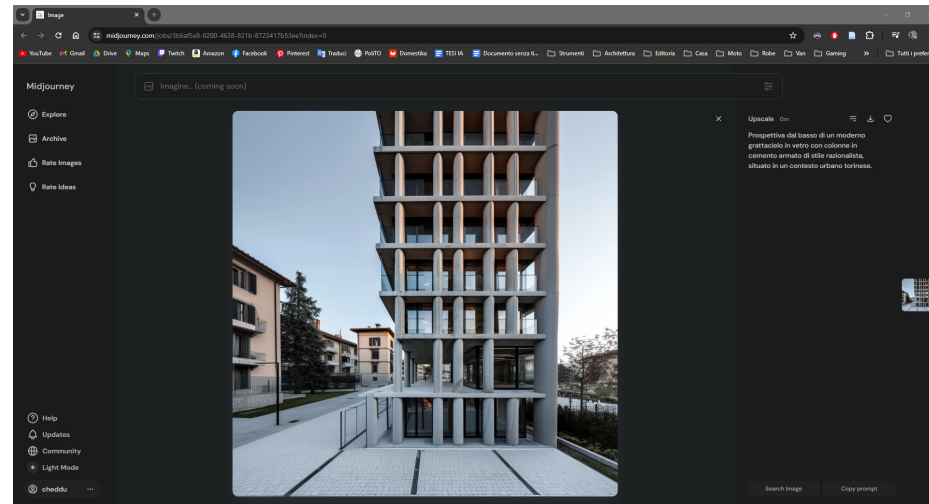 Image
midjourney.com/jobs/3b6af5e8-0200-4638-821b-8723417b53ee?index=0
YouTube Gmail Drive Maps Twitch Amazon Facebook Pinterest Traduci PoliTO Domestika TESI IA Documento senza ti... Strumenti Architettura Editoria Casa Moto Robe Van Gaming » Tutti i prefer
Midjourney
Imagine... (coming soon)
Explore
Archive
Rate Images
Rate Ideas
Upscale 0m
Prospettiva dal basso di un moderno
grattacielo in vetro con colonne in
cemento armato di stile razionalista,
situato in un contesto urbano torinese.
Help
Updates
Community
Light Mode
cheddu ...
Search Image Copy prompt